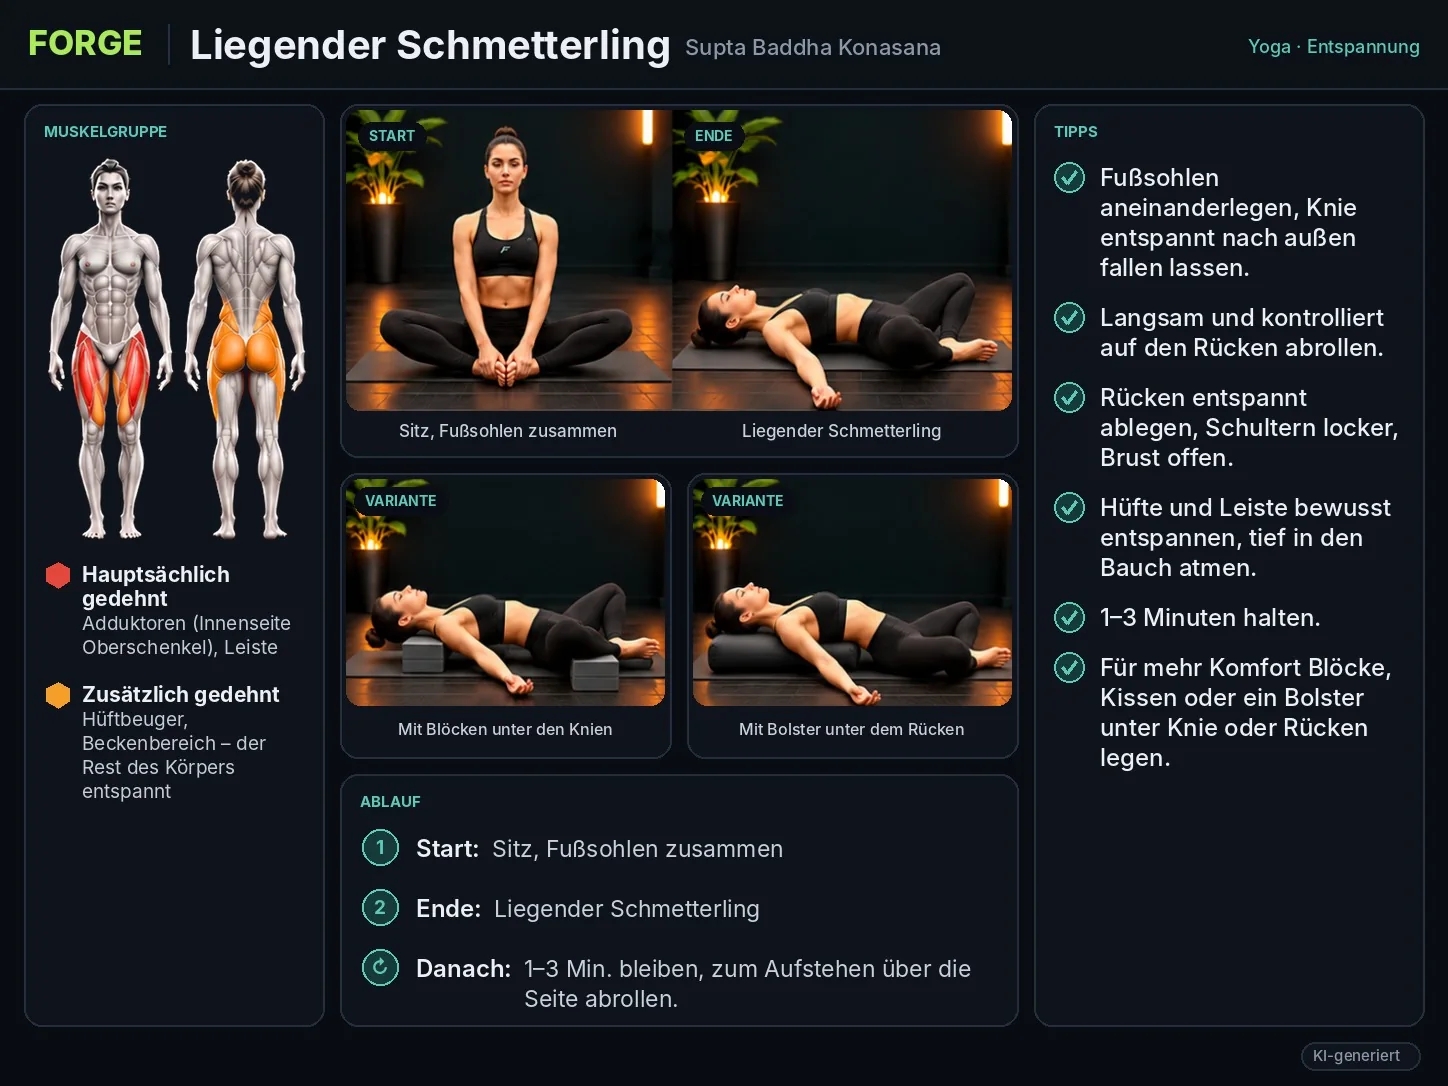 FORGE
Liegender Schmetterling
Supta Baddha Konasana
Yoga · Entspannung
MUSKELGRUPPE
Hauptsächlich
gedehnt
Adduktoren (Innenseite
Oberschenkel), Leiste
Zusätzlich gedehnt
Hüftbeuger,
Beckenbereich – der
Rest des Körpers
entspannt
START
ENDE
F
Sitz, Fußsohlen zusammen
Liegender Schmetterling
VARIANTE
Mit Blöcken unter den Knien
VARIANTE
Mit Bolster unter dem Rücken
ABLAUF
1 Start: Sitz, Fußsohlen zusammen
2 Ende: Liegender Schmetterling
Danach: 1–3 Min. bleiben, zum Aufstehen über die
Seite abrollen.
TIPPS
Fußsohlen
aneinanderlegen, Knie
entspannt nach außen
fallen lassen.
Langsam und kontrolliert
auf den Rücken abrollen.
Rücken entspannt
ablegen, Schultern locker,
Brust offen.
Hüfte und Leiste bewusst
entspannen, tief in den
Bauch atmen.
1–3 Minuten halten.
Für mehr Komfort Blöcke,
Kissen oder ein Bolster
unter Knie oder Rücken
legen.
KI-generiert